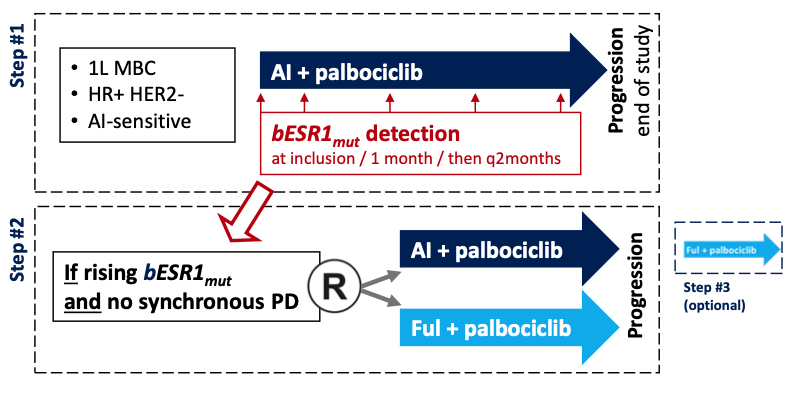 Step #1
• 1L MBC
• HR+ HER2-
• AI-sensitive
AI + palbociclib
bESR1mut detection
at inclusion / 1 month / then q2months
Progression
end of study
Step #2
If rising bESR1mut
and no synchronous PD
R
AI + palbociclib
Ful + palbociclib
Progression
Ful + palbociclib
Step #3
(optional)